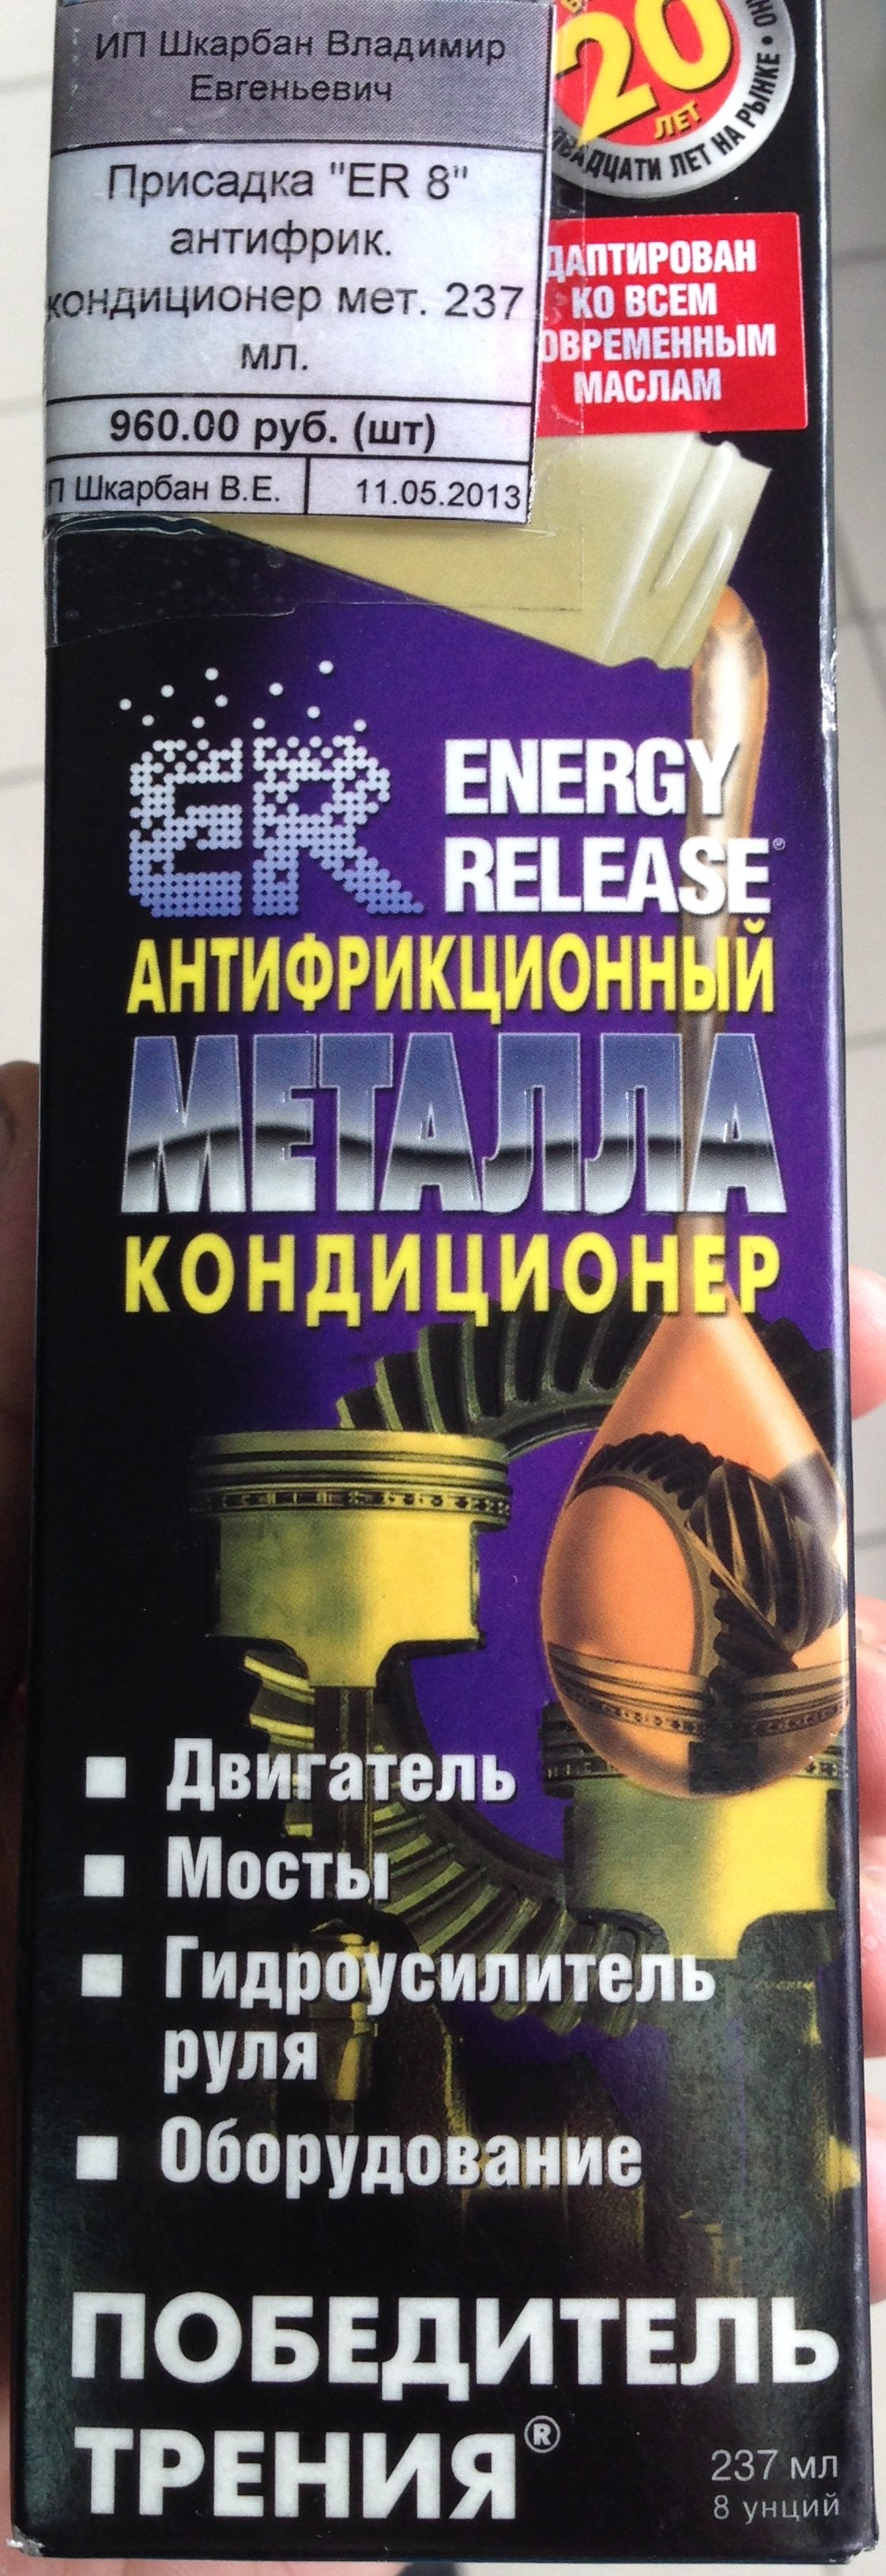 ИП Шкарбан Владимир
Евгеньевич
Присадка "ER 8"
антифрик.
кондиционер мет. 237
мл.
960.00 руб. (шт)
П Шкарбан В.Е.
11.05.2013
20
ЛЕТ
ДВАДЦАТИ ЛЕТ НА РЫНКЕ •
ДАПТИРОВАН
КО ВСЕМ
ОВРЕМЕННЫМ
МАСЛАМ
ER ENERGY
RELEASE®
АНТИФРИКЦИОННЫЙ
МЕТАЛЛА
КОНДИЦИОНЕР
Двигатель
Мосты
Гидроусилитель
руля
Оборудование
ПОБЕДИТЕЛЬ
ТРЕНИЯ®
237 мл
8 унций